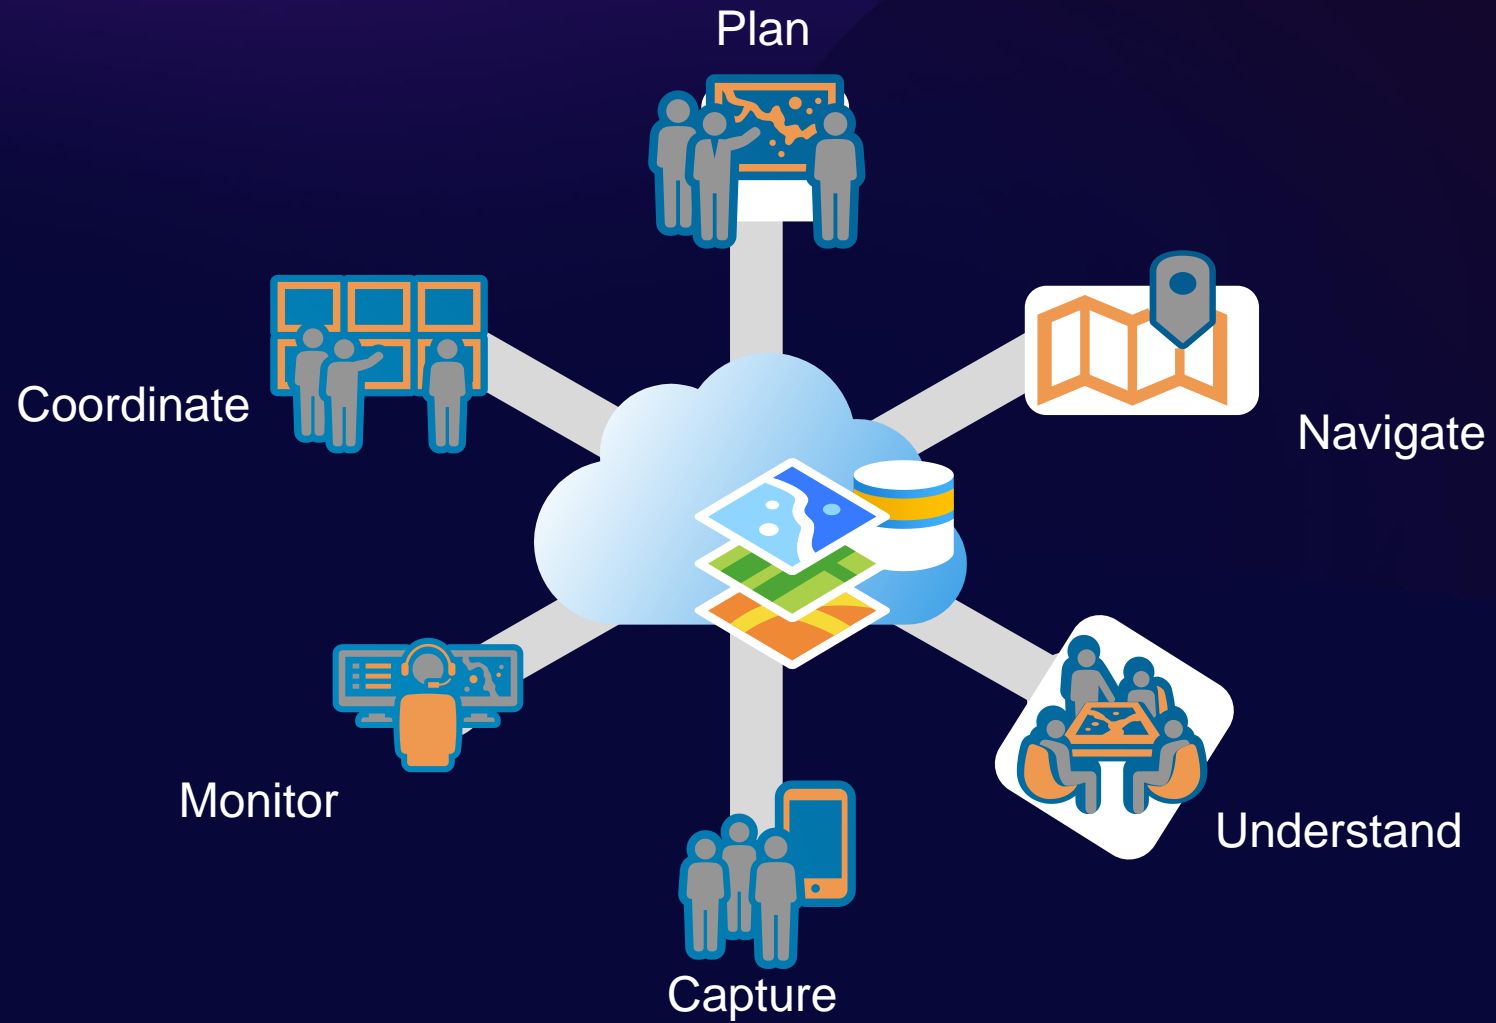 Plan
Coordinate
Navigate
Monitor
Understand
Capture